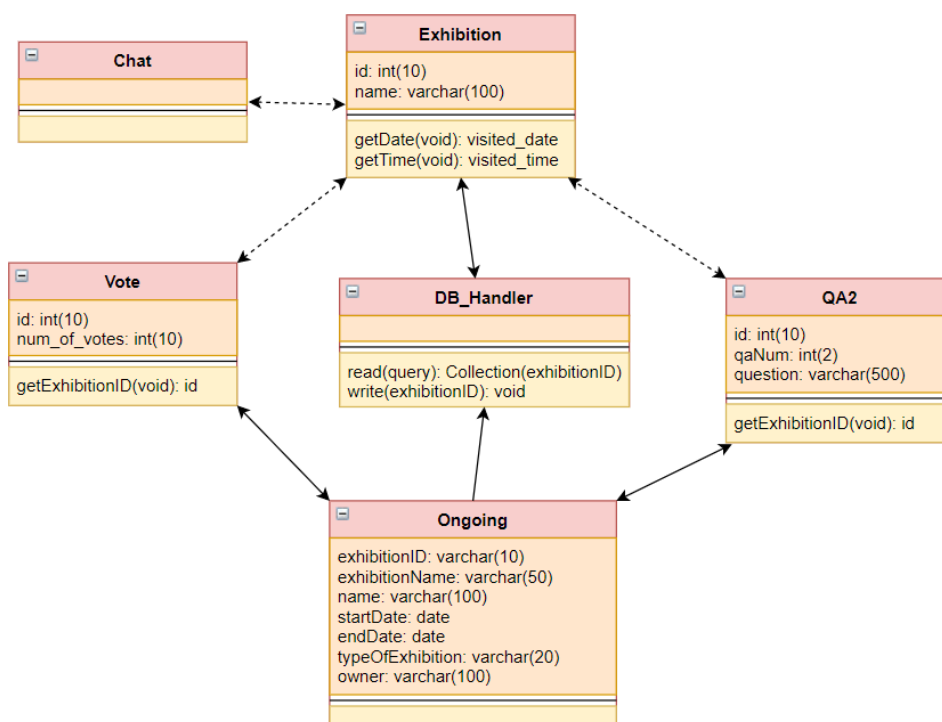 Exhibition
id: int(10)
name: varchar(100)
getDate(void): visited_date
getTime(void): visited_time
Chat
Vote
id: int(10)
num_of_votes: int(10)
getExhibitionID(void): id
DB_Handler
read(query): Collection(exhibitionID)
write(exhibitionID): void
QA2
id: int(10)
qaNum: int(2)
question: varchar(500)
getExhibitionID(void): id
Ongoing
exhibitionID: varchar(10)
exhibitionName: varchar(50)
name: varchar(100)
startDate: date
endDate: date
typeOfExhibition: varchar(20)
owner: varchar(100)